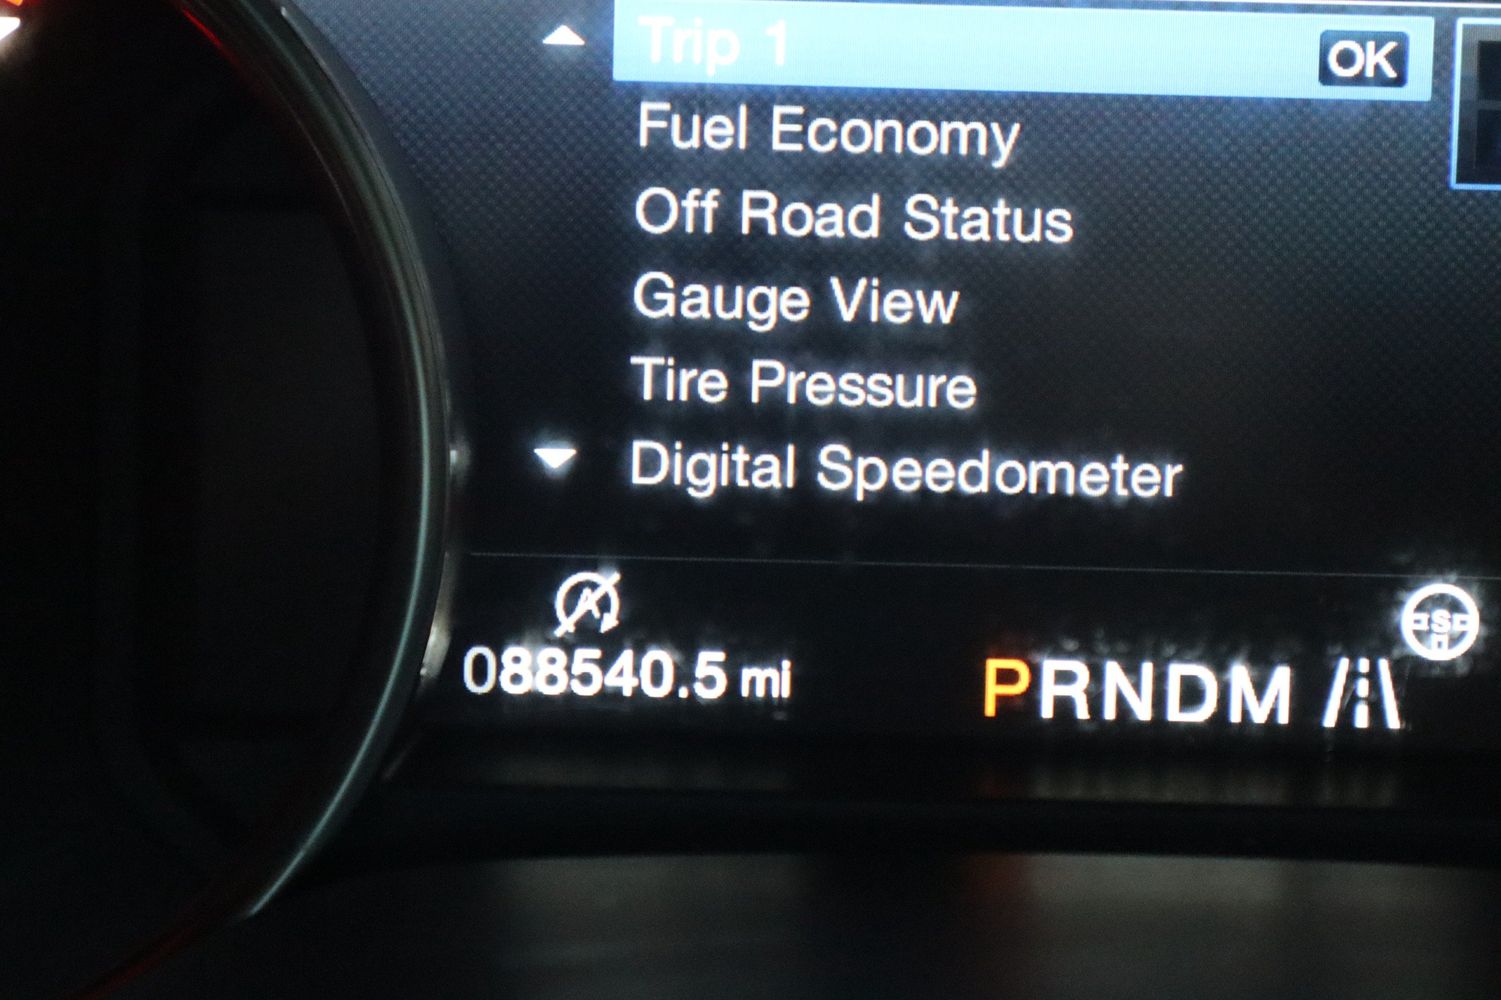 Trip 1 OK
Fuel Economy
Off Road Status
Gauge View
Tire Pressure
Digital Speedometer
A
S
088540.5 mi PRNDM